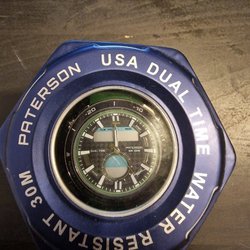 PATERSON USA DUAL TIME WATER RESISTANT 30M